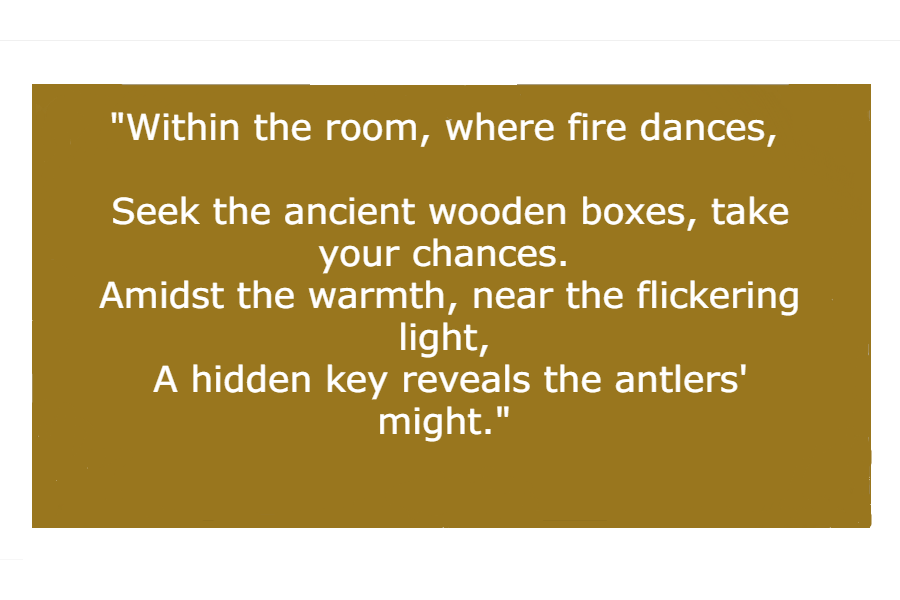 "Within the room, where fire dances,
Seek the ancient wooden boxes, take
your chances.
Amidst the warmth, near the flickering
light,
A hidden key reveals the antlers'
might."